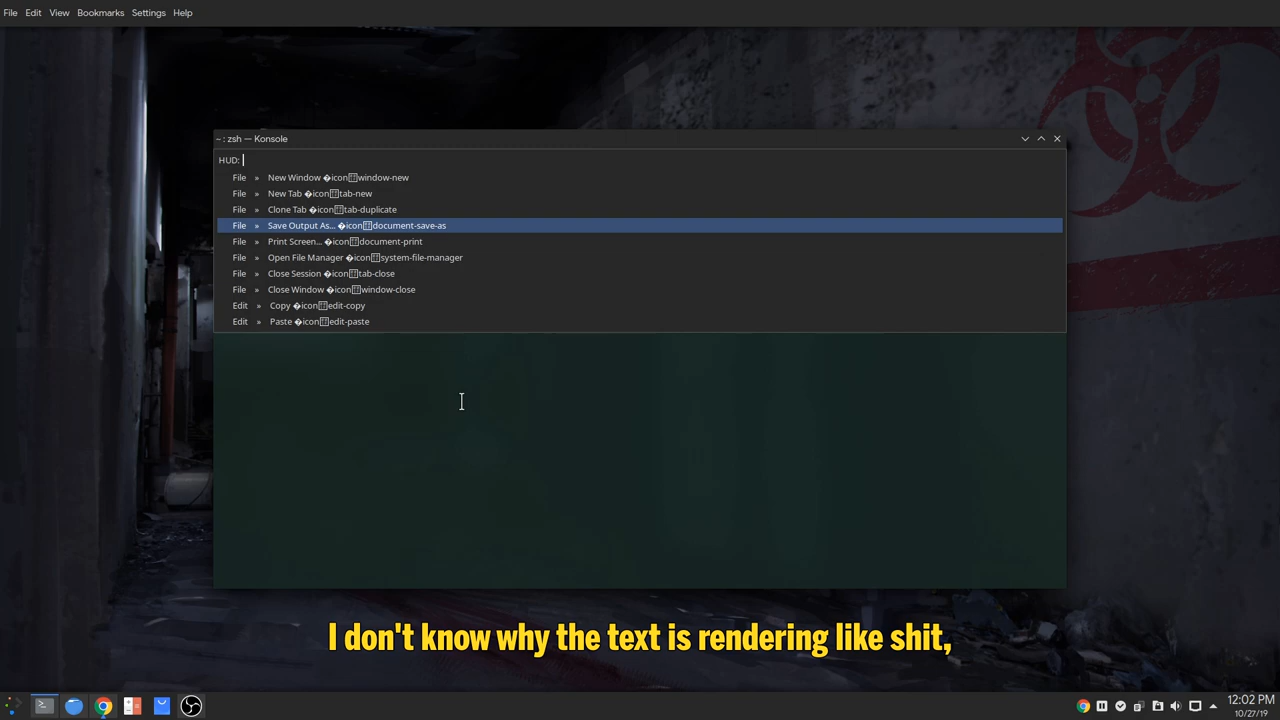 File Edit View Bookmarks Settings Help
~ : zsh — Konsole
HUD:
File » New Window �icon window-new
File » New Tab �icon tab-new
File » Clone Tab �icon tab-duplicate
File » Save Output As... �icon document-save-as
File » Print Screen... �icon document-print
File » Open File Manager �icon system-file-manager
File » Close Session �icon tab-close
File » Close Window �icon window-close
Edit » Copy �icon edit-copy
Edit » Paste �icon edit-paste
I don't know why the text is rendering like shit,
12:02 PM
10/27/19